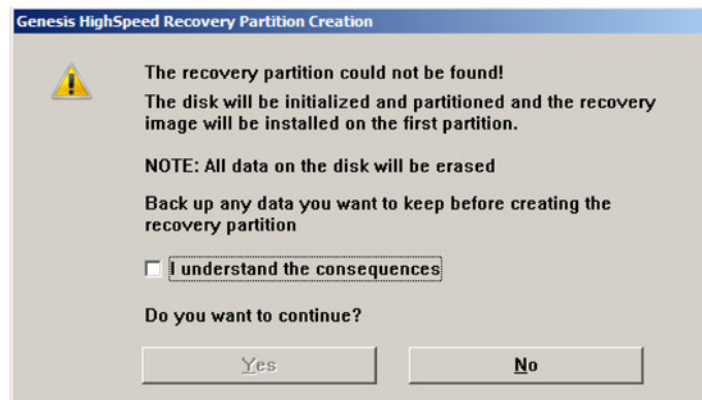 Genesis HighSpeed Recovery Partition Creation
The recovery partition could not be found!
The disk will be initialized and partitioned and the recovery
image will be installed on the first partition.
NOTE: All data on the disk will be erased
Back up any data you want to keep before creating the
recovery partition
I understand the consequences
Do you want to continue?
Yes
No